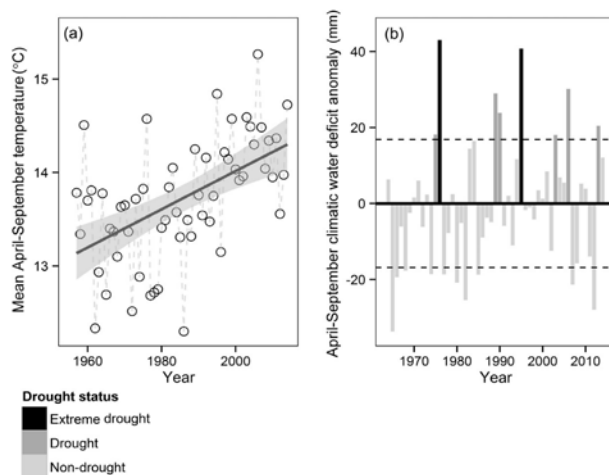 (a)
Mean April-September temperature (°C)
15
14
13
1960
1980
2000
Year
(b)
April-September climatic water deficit anomaly (mm)
40
20
0
-20
1970
1980
1990
2000
2010
Year
Drought status
Extreme drought
Drought
Non-drought